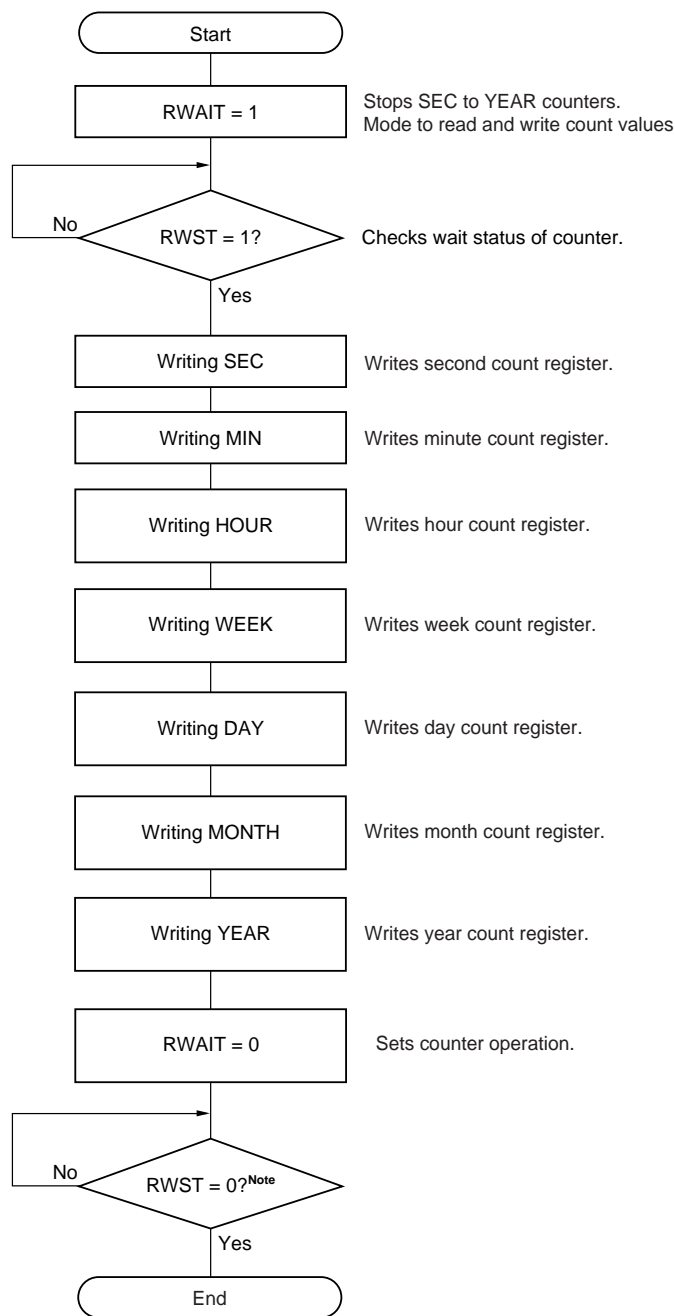 Start
RWAIT = 1
Stops SEC to YEAR counters.
Mode to read and write count values
No
RWST = 1?
Checks wait status of counter.
Yes
Writing SEC
Writes second count register.
Writing MIN
Writes minute count register.
Writing HOUR
Writes hour count register.
Writing WEEK
Writes week count register.
Writing DAY
Writes day count register.
Writing MONTH
Writes month count register.
Writing YEAR
Writes year count register.
RWAIT = 0
Sets counter operation.
No
RWST = 0?Note
Yes
End